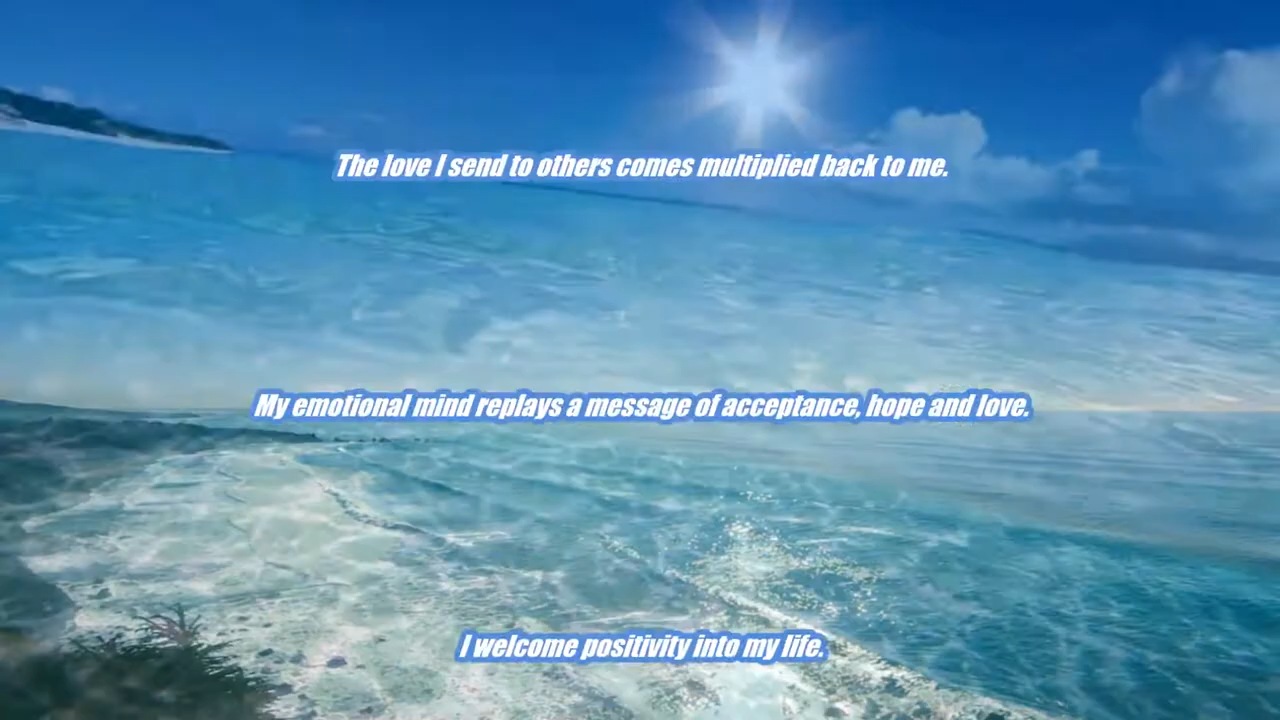 The love I send to others comes multiplied back to me.
My emotional mind replays a message of acceptance, hope and love.
I welcome positivity into my life.